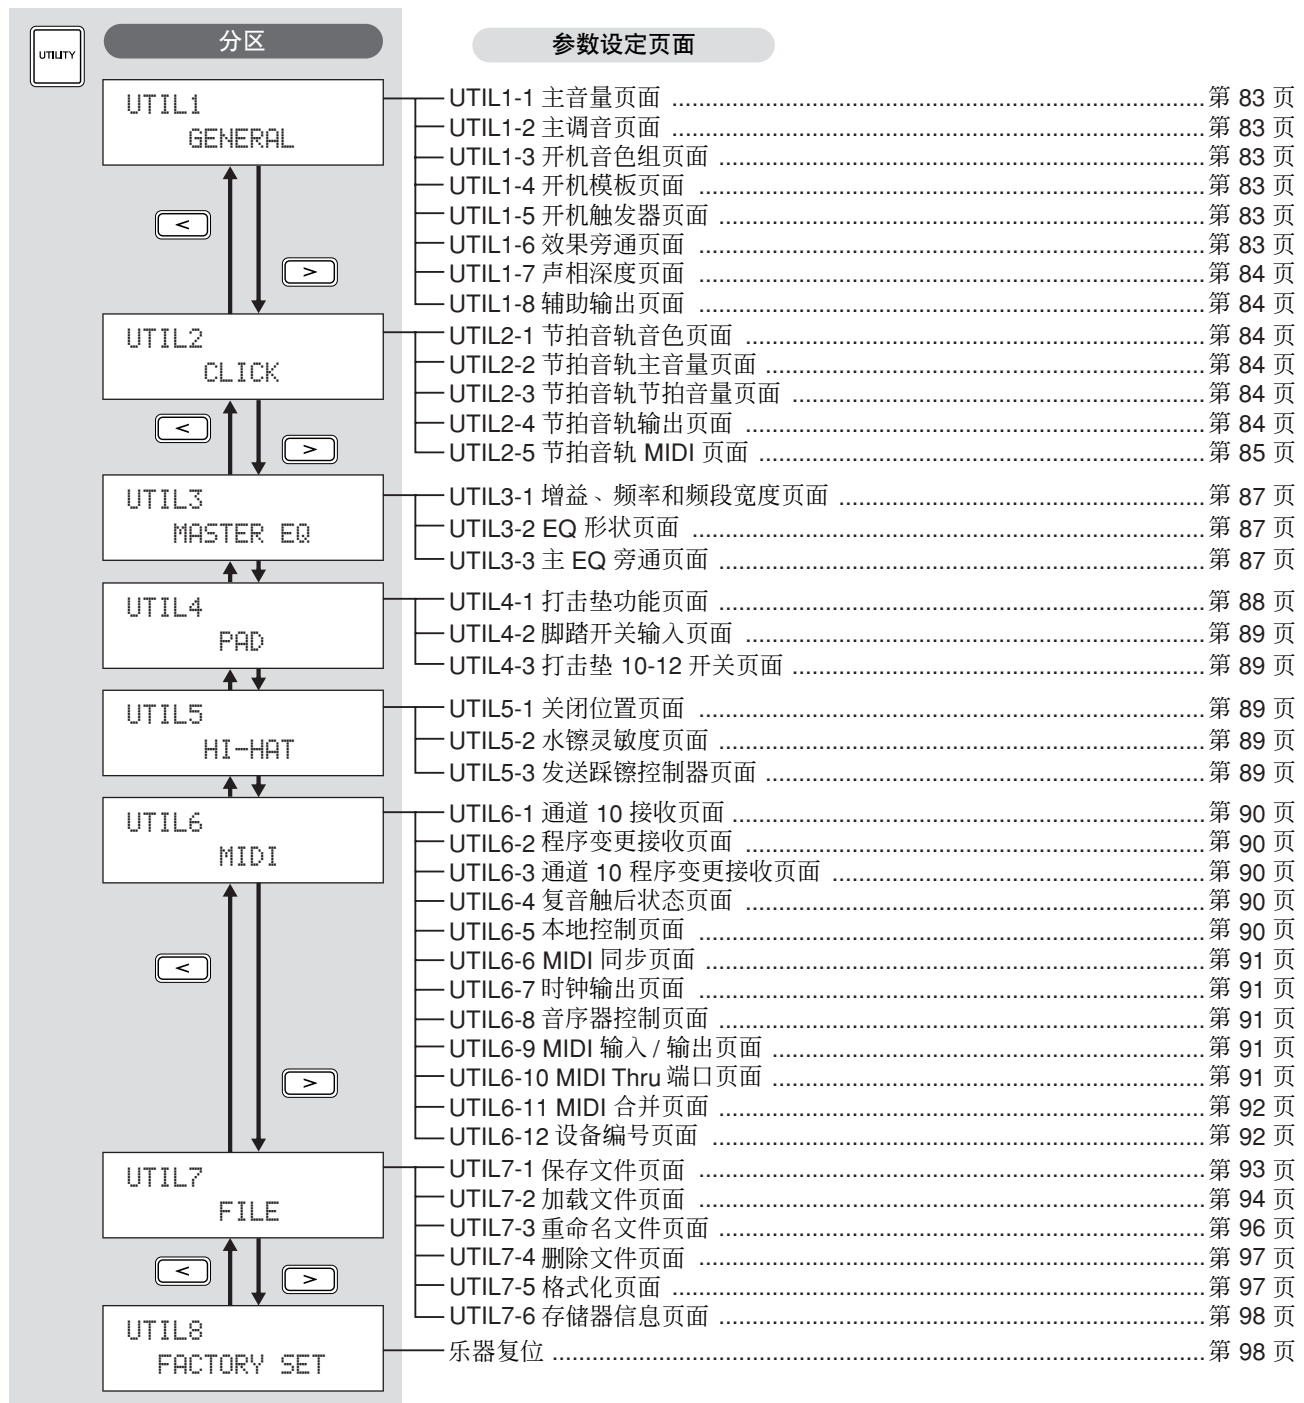 UTILITY
分区
参数设定页面
UTIL1
GENERAL
UTIL1-1 主音量页面 ........ 第 83 页
UTIL1-2 主调音页面 ........ 第 83 页
UTIL1-3 开机音色组页面 ........ 第 83 页
UTIL1-4 开机模板页面 ........ 第 83 页
UTIL1-5 开机触发器页面 ........ 第 83 页
UTIL1-6 效果旁通页面 ........ 第 83 页
UTIL1-7 声相深度页面 ........ 第 84 页
UTIL1-8 辅助输出页面 ........ 第 84 页
<
>
UTIL2
CLICK
UTIL2-1 节拍音轨音色页面 ........ 第 84 页
UTIL2-2 节拍音轨主音量页面 ........ 第 84 页
UTIL2-3 节拍音轨节拍音量页面 ........ 第 84 页
UTIL2-4 节拍音轨输出页面 ........ 第 84 页
UTIL2-5 节拍音轨 MIDI 页面 ........ 第 85 页
<
>
UTIL3
MASTER EQ
UTIL3-1 增益、频率和频段宽度页面 ........ 第 87 页
UTIL3-2 EQ 形状页面 ........ 第 87 页
UTIL3-3 主 EQ 旁通页面 ........ 第 87 页
UTIL4
PAD
UTIL4-1 打击垫功能页面 ........ 第 88 页
UTIL4-2 脚踏开关输入页面 ........ 第 89 页
UTIL4-3 打击垫 10-12 开关页面 ........ 第 89 页
UTIL5
HI-HAT
UTIL5-1 关闭位置页面 ........ 第 89 页
UTIL5-2 水镲灵敏度页面 ........ 第 89 页
UTIL5-3 发送踩镲控制器页面 ........ 第 89 页
UTIL6
MIDI
UTIL6-1 通道 10 接收页面 ........ 第 90 页
UTIL6-2 程序变更接收页面 ........ 第 90 页
UTIL6-3 通道 10 程序变更接收页面 ........ 第 90 页
UTIL6-4 复音触后状态页面 ........ 第 90 页
UTIL6-5 本地控制页面 ........ 第 90 页
UTIL6-6 MIDI 同步页面 ........ 第 91 页
UTIL6-7 时钟输出页面 ........ 第 91 页
UTIL6-8 音序器控制页面 ........ 第 91 页
UTIL6-9 MIDI 输入 / 输出页面 ........ 第 91 页
UTIL6-10 MIDI Thru 端口页面 ........ 第 91 页
UTIL6-11 MIDI 合并页面 ........ 第 92 页
UTIL6-12 设备编号页面 ........ 第 92 页
<
>
UTIL7
FILE
UTIL7-1 保存文件页面 ........ 第 93 页
UTIL7-2 加载文件页面 ........ 第 94 页
UTIL7-3 重命名文件页面 ........ 第 96 页
UTIL7-4 删除文件页面 ........ 第 97 页
UTIL7-5 格式化页面 ........ 第 97 页
UTIL7-6 存储器信息页面 ........ 第 98 页
<
>
UTIL8
FACTORY SET
乐器复位 ........ 第 98 页